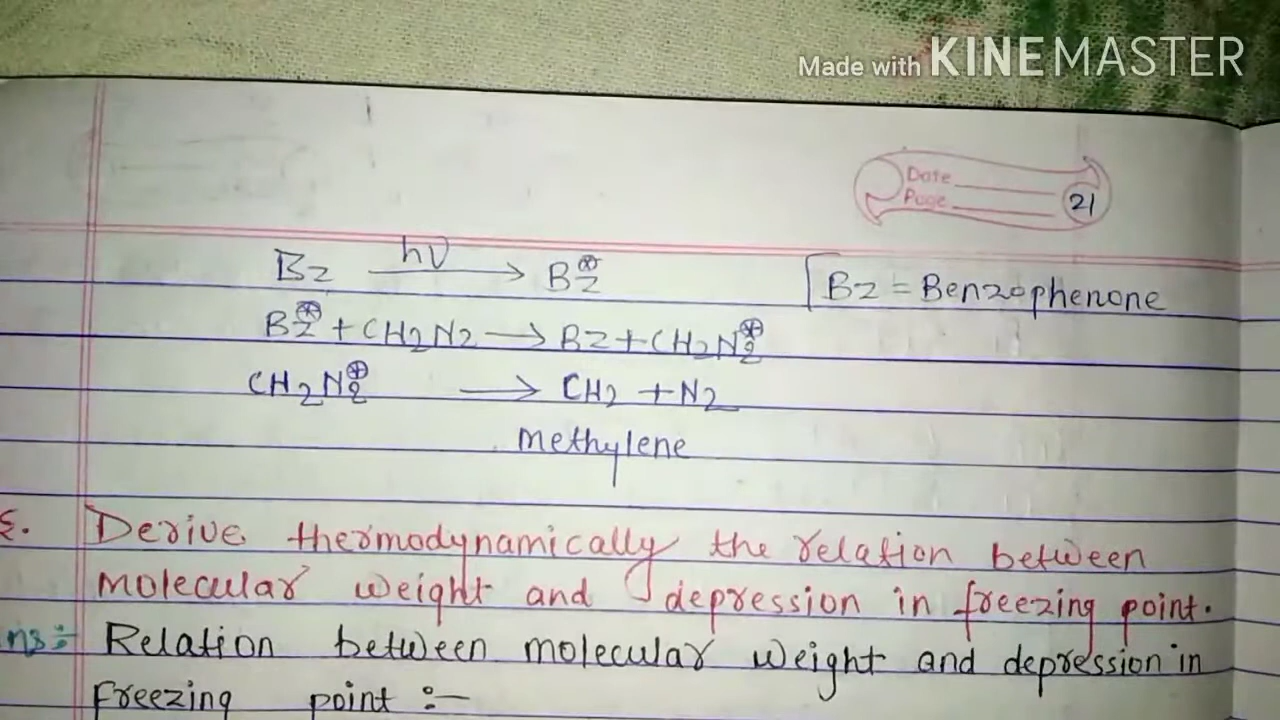 Made with KINEMASTER
Date
Page 21
Bz hν → Bz⊛ [Bz = Benzophenone
Bz⊛ + CH2N2 → Bz + CH2N2⊛
CH2N2⊕ → CH2 + N2
methylene
Derive thermodynamically the relation between
molecular weight and depression in freezing point.
ns:- Relation between molecular weight and depression in
freezing point :-